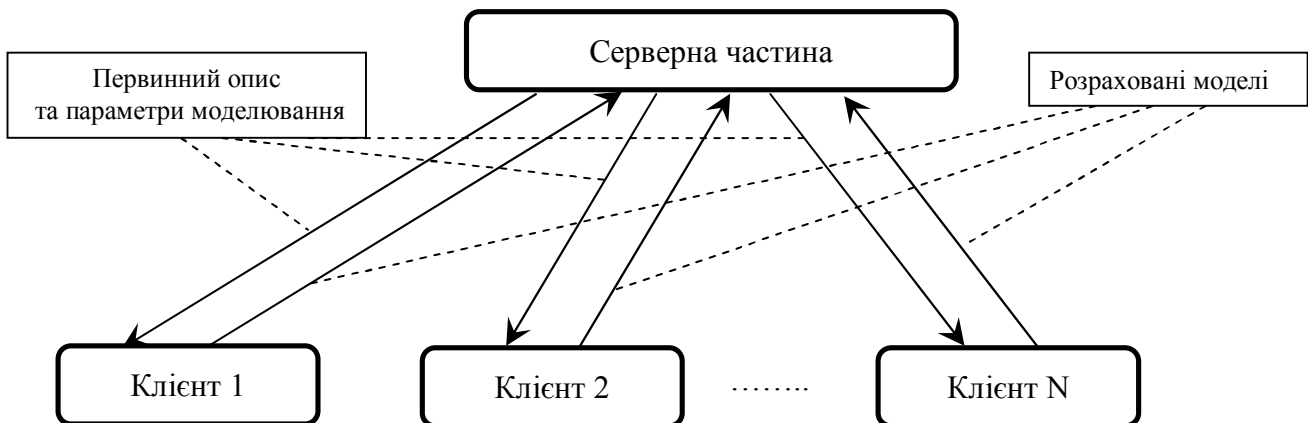 Серверна частина
Первинний опис
та параметри моделювання
Розраховані моделі
Клієнт 1
Клієнт 2
……..
Клієнт N